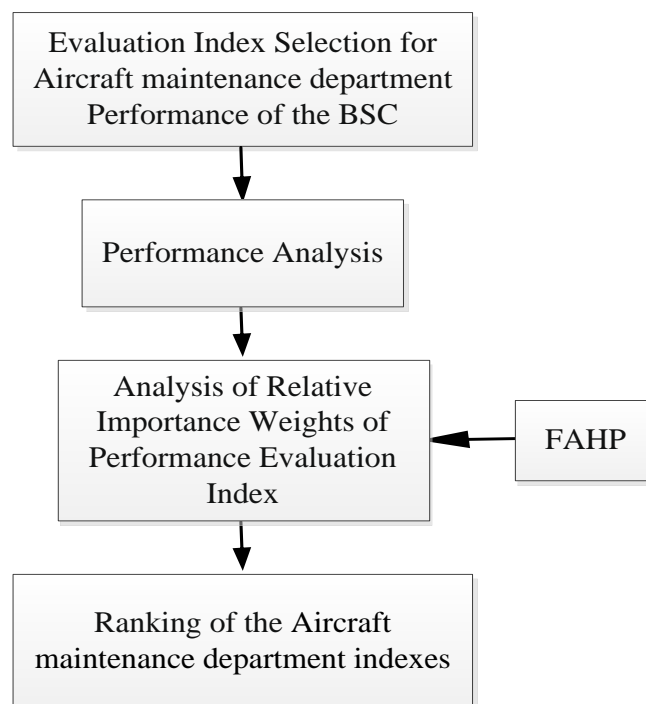 Evaluation Index Selection for
Aircraft maintenance department
Performance of the BSC
Performance Analysis
Analysis of Relative
Importance Weights of
Performance Evaluation
Index
FAHP
Ranking of the Aircraft
maintenance department indexes